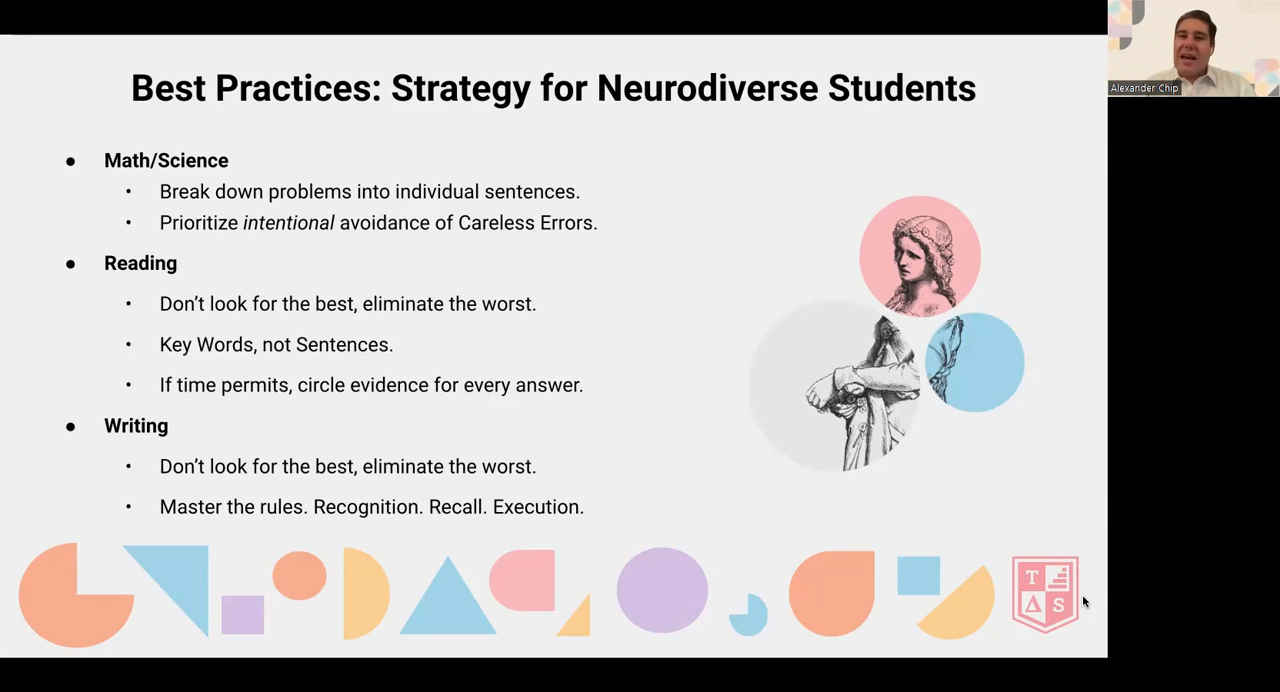 Best Practices: Strategy for Neurodiverse Students
Alexander Chip
● Math/Science
• Break down problems into individual sentences.
• Prioritize intentional avoidance of Careless Errors.
● Reading
• Don’t look for the best, eliminate the worst.
• Key Words, not Sentences.
• If time permits, circle evidence for every answer.
● Writing
• Don’t look for the best, eliminate the worst.
• Master the rules. Recognition. Recall. Execution.
T
Δ S